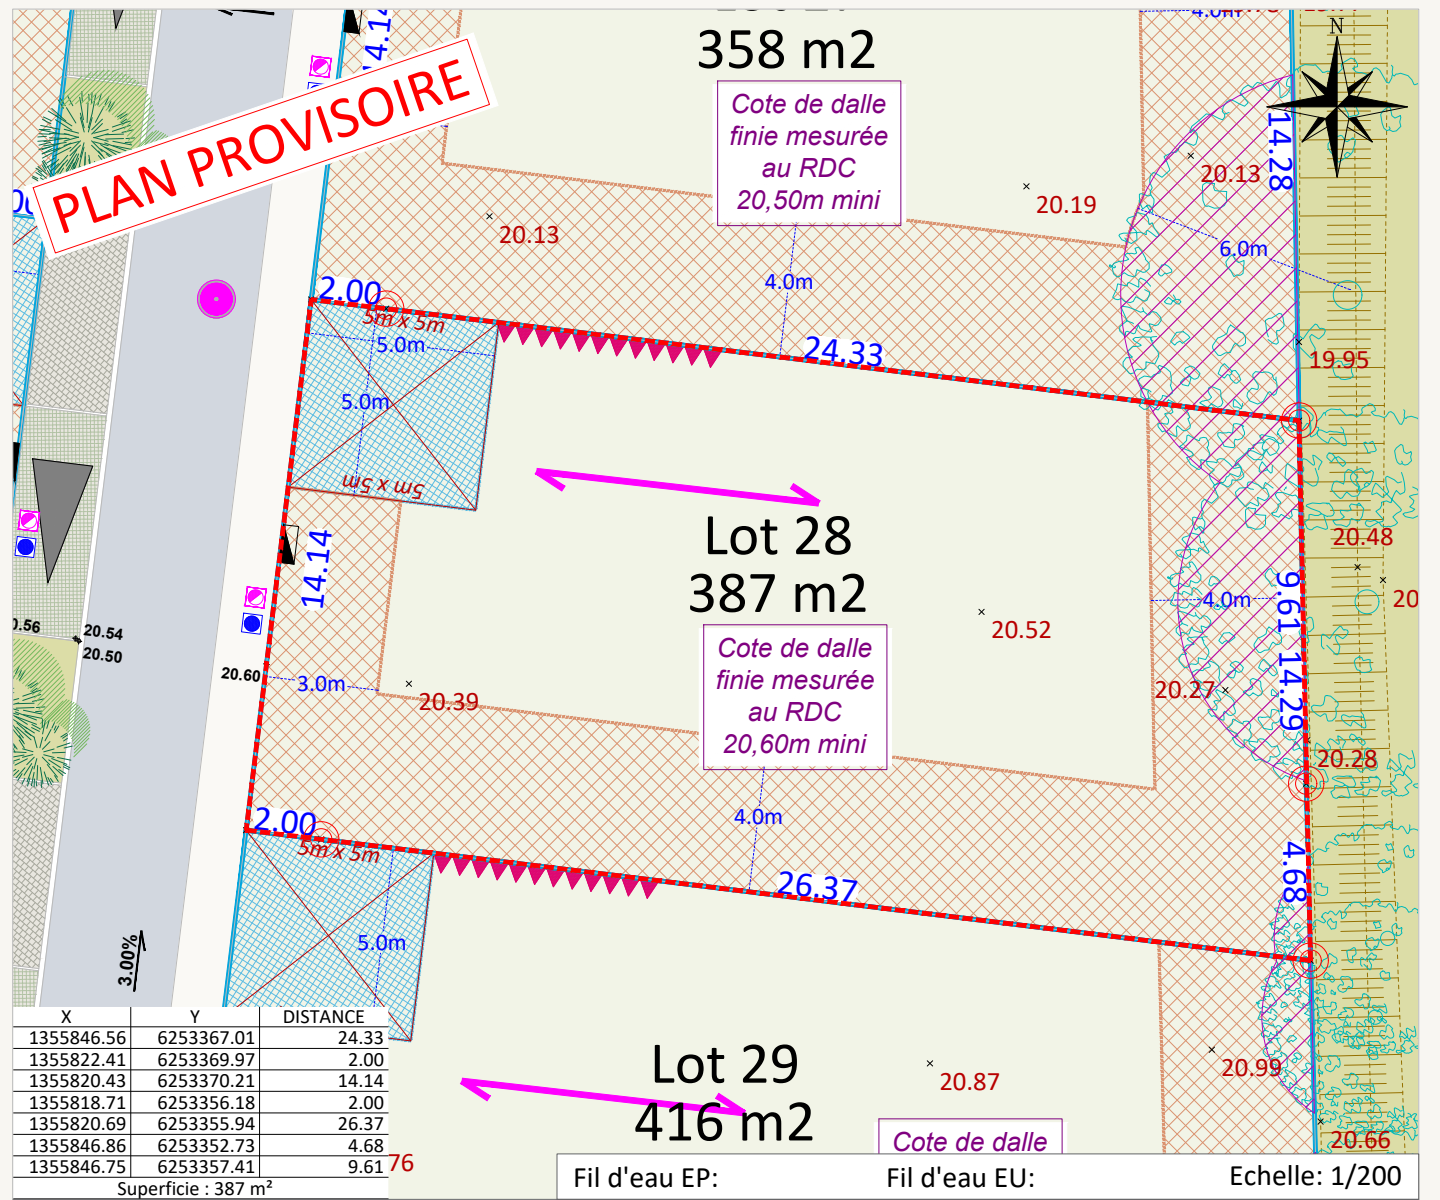 358 m2
Cote de dalle
finie mesurée
au RDC
20,50m mini
N
4.0m
14.14
PLAN PROVISOIRE
14.28
20.13
20.19
20.13
6.0m
4.0m
2.00
5m x 5m
5.0m
24.33
19.95
5.0m
5m x 5m
Lot 28
387 m2
20.48
14.14
9.61
14.29
4.0m
20
20.52
Cote de dalle
finie mesurée
au RDC
20,60m mini
20.54
20.50
20.60
3.0m
20.39
20.27
20.28
2.00
5m x 5m
4.0m
26.37
4.68
5.0m
3.00%
Lot 29
416 m2
20.87
20.99
20.66
Cote de dalle
X Y DISTANCE
1355846.56 6253367.01 24.33
1355822.41 6253369.97 2.00
1355820.43 6253370.21 14.14
1355818.71 6253356.18 2.00
1355820.69 6253355.94 26.37
1355846.86 6253352.73 4.68
1355846.75 6253357.41 9.61
Superficie : 387 m²
76
Fil d'eau EP: Fil d'eau EU: Echelle: 1/200